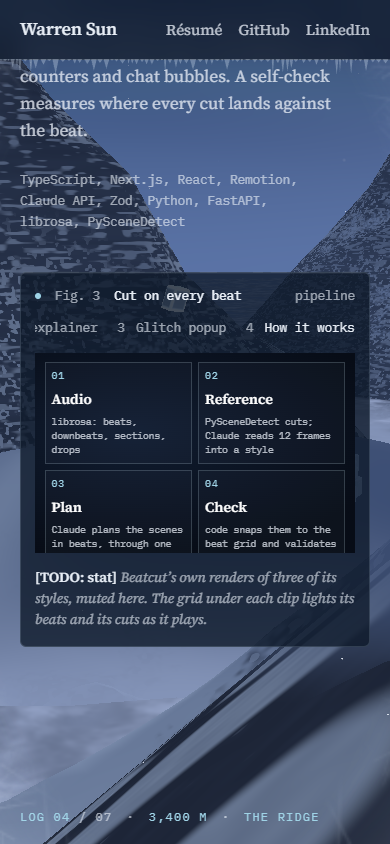 Warren Sun Résumé GitHub LinkedIn
counters and chat bubbles. A self-check
measures where every cut lands against
the beat.
TypeScript, Next.js, React, Remotion,
Claude API, Zod, Python, FastAPI,
librosa, PySceneDetect
Fig. 3 Cut on every beat pipeline
explainer 3 Glitch popup 4 How it works
01
Audio
librosa: beats,
downbeats, sections,
drops
02
Reference
PySceneDetect cuts;
Claude reads 12 frames
into a style
03
Plan
Claude plans the scenes
in beats, through one
04
Check
code snaps them to the
beat grid and validates
[TODO: stat] Beatcut’s own renders of three of its
styles, muted here. The grid under each clip lights its
beats and its cuts as it plays.
LOG 04 / 07 · 3,400 M · THE RIDGE